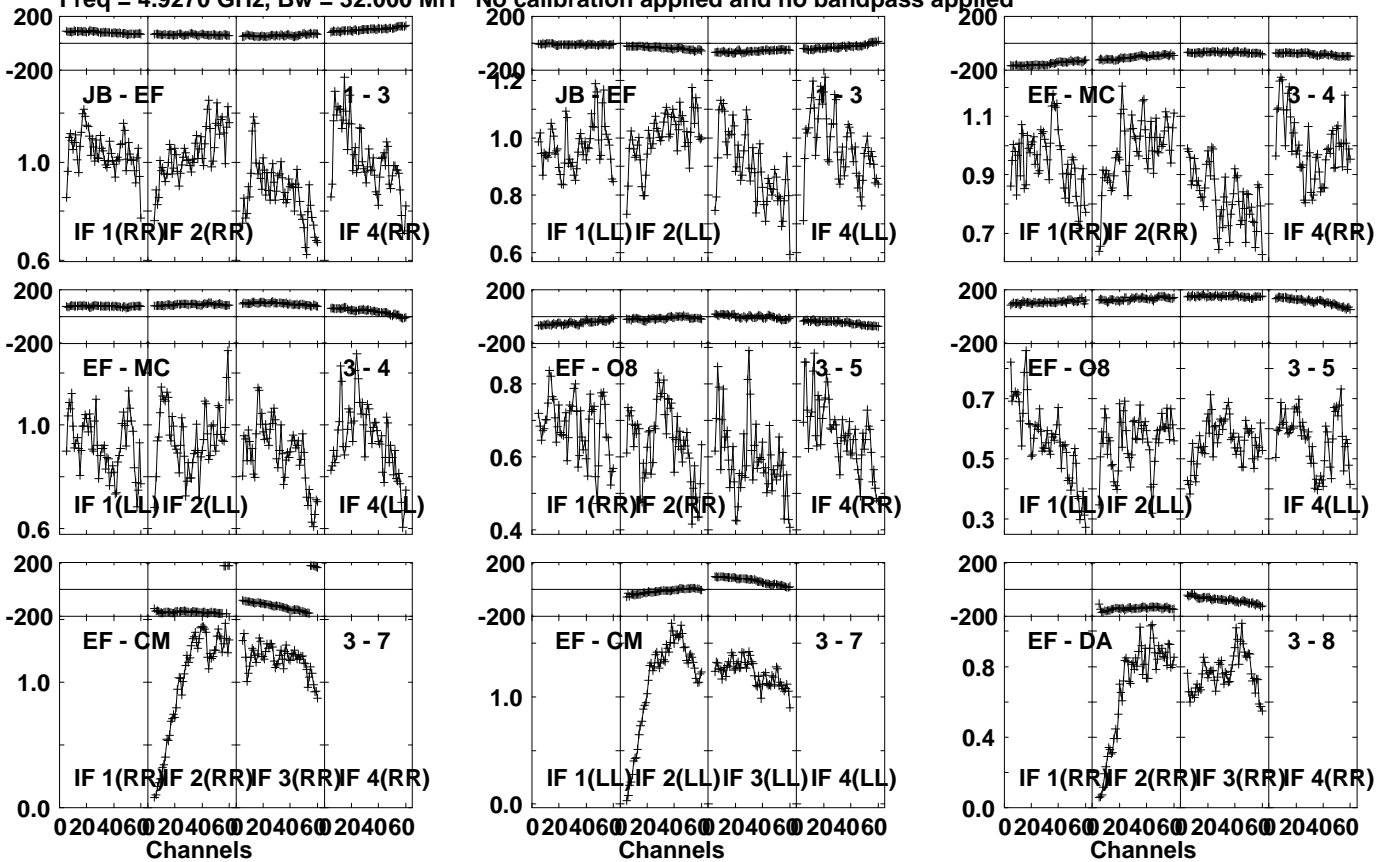 Freq = 4.9270 GHz, Bw = 32.000 MH No calibration applied and no bandpass applied
200
-200
JB - EF 1 - 3
1.0
0.6
IF 1(RR) IF 2(RR) IF 4(RR)
200
-200
1.2
JB - EF 1 - 3
1.0
0.8
0.6
IF 1(LL) IF 2(LL) IF 4(LL)
200
-200
EF - MC 3 - 4
1.1
0.9
0.7
IF 1(RR) IF 2(RR) IF 4(RR)
200
-200
EF - MC 3 - 4
1.0
0.6
IF 1(LL) IF 2(LL) IF 4(LL)
200
-200
EF - O8 3 - 5
0.8
0.6
0.4
IF 1(RR) IF 2(RR) IF 4(RR)
200
-200
EF - O8 3 - 5
0.7
0.5
0.3
IF 1(LL) IF 2(LL) IF 4(LL)
200
-200
EF - CM 3 - 7
1.0
0.0
IF 1(RR) IF 2(RR) IF 3(RR) IF 4(RR)
0 20 40 60 0 20 40 60 0 20 40 60 0 20 40 60
Channels
200
-200
EF - CM 3 - 7
1.0
0.0
IF 1(LL) IF 2(LL) IF 3(LL) IF 4(LL)
0 20 40 60 0 20 40 60 0 20 40 60 0 20 40 60
Channels
200
-200
EF - DA 3 - 8
0.8
0.4
0.0
IF 1(RR) IF 2(RR) IF 3(RR) IF 4(RR)
0 20 40 60 0 20 40 60 0 20 40 60 0 20 40 60
Channels